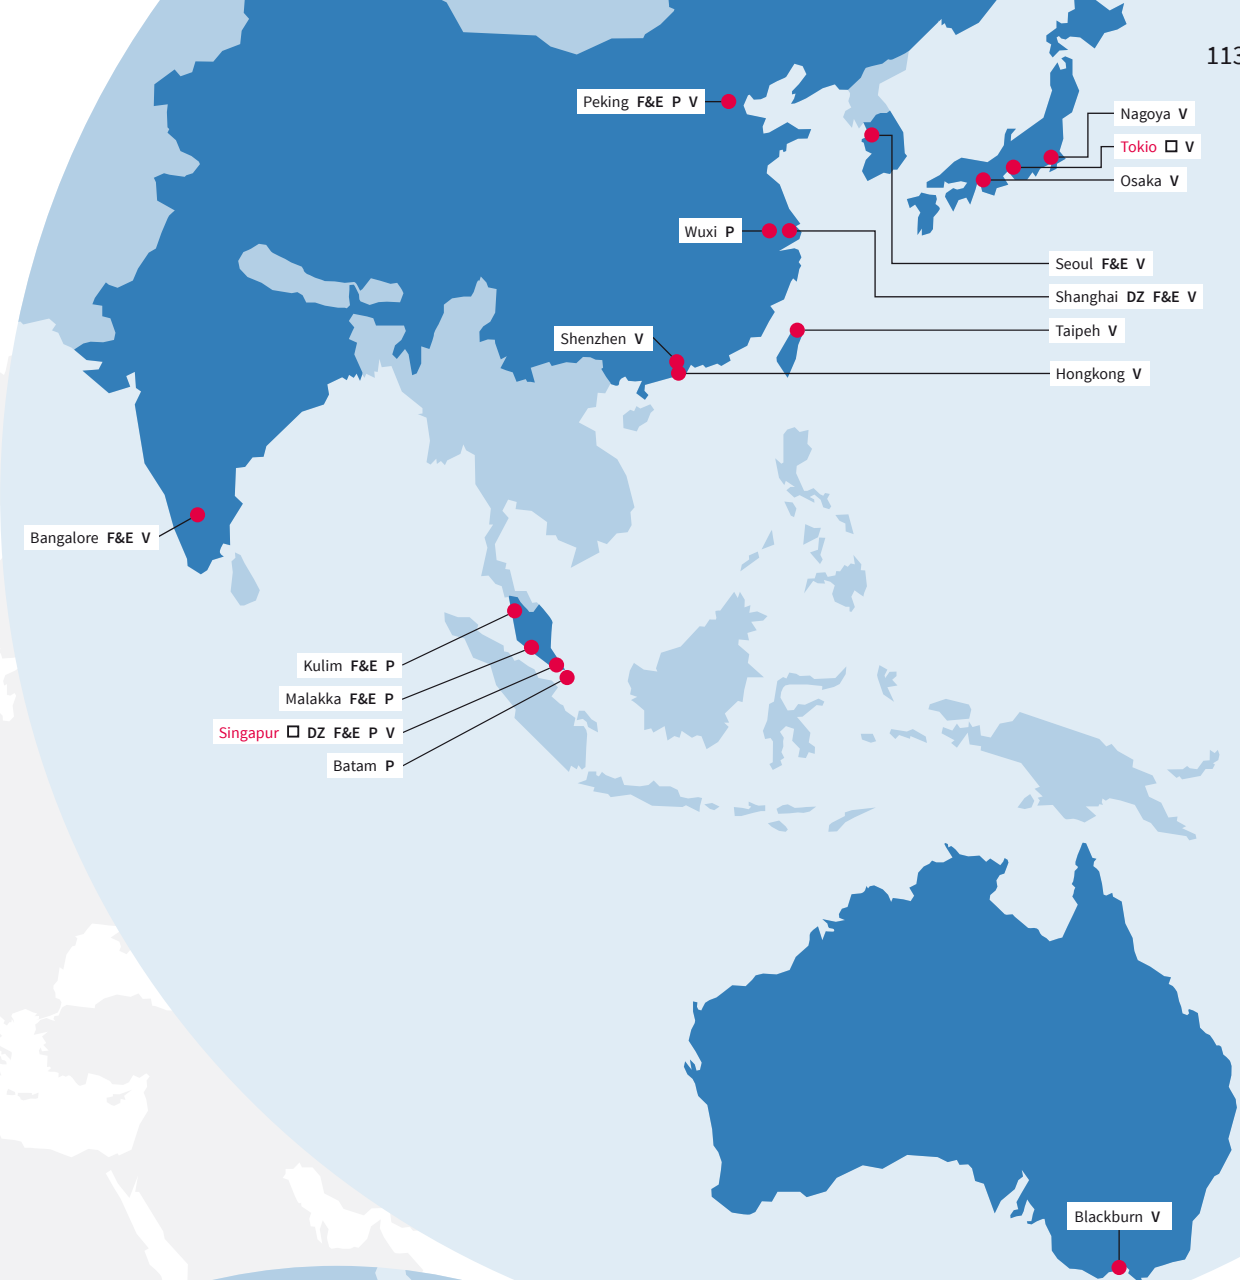 113
Peking F&E P V
Nagoya V
Tokio V
Osaka V
Wuxi P
Seoul F&E V
Shanghai DZ F&E V
Taipeh V
Shenzhen V
Hongkong V
Bangalore F&E V
Kulim F&E P
Malakka F&E P
Singapur DZ F&E P V
Batam P
Blackburn V